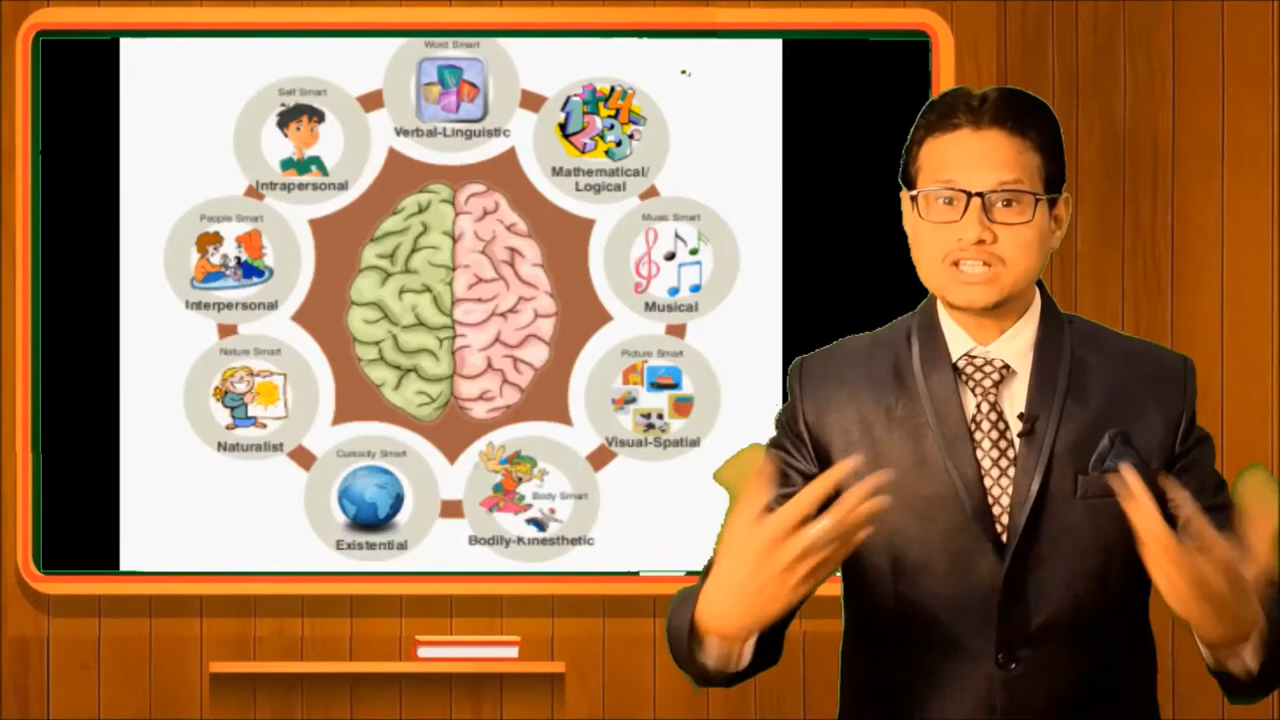 Word Smart
Verbal-Linguistic
Mathematical/
Logical
Music Smart
Musical
Picture Smart
Visual-Spatial
Body Smart
Bodily-Kinesthetic
Curiosity Smart
Existential
Nature Smart
Naturalist
People Smart
Interpersonal
Self Smart
Intrapersonal